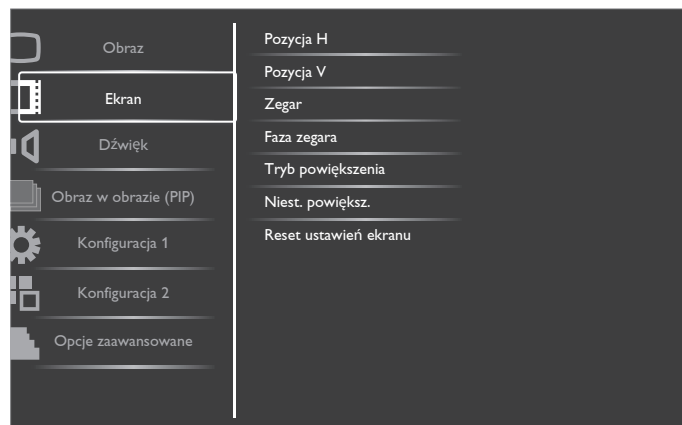 Obraz
Ekran
Dźwięk
Obraz w obrazie (PIP)
Konfiguracja 1
Konfiguracja 2
Opcje zaawansowane
Pozycja H
Pozycja V
Zegar
Faza zegara
Tryb powiększenia
Niest. powiększ.
Reset ustawień ekranu